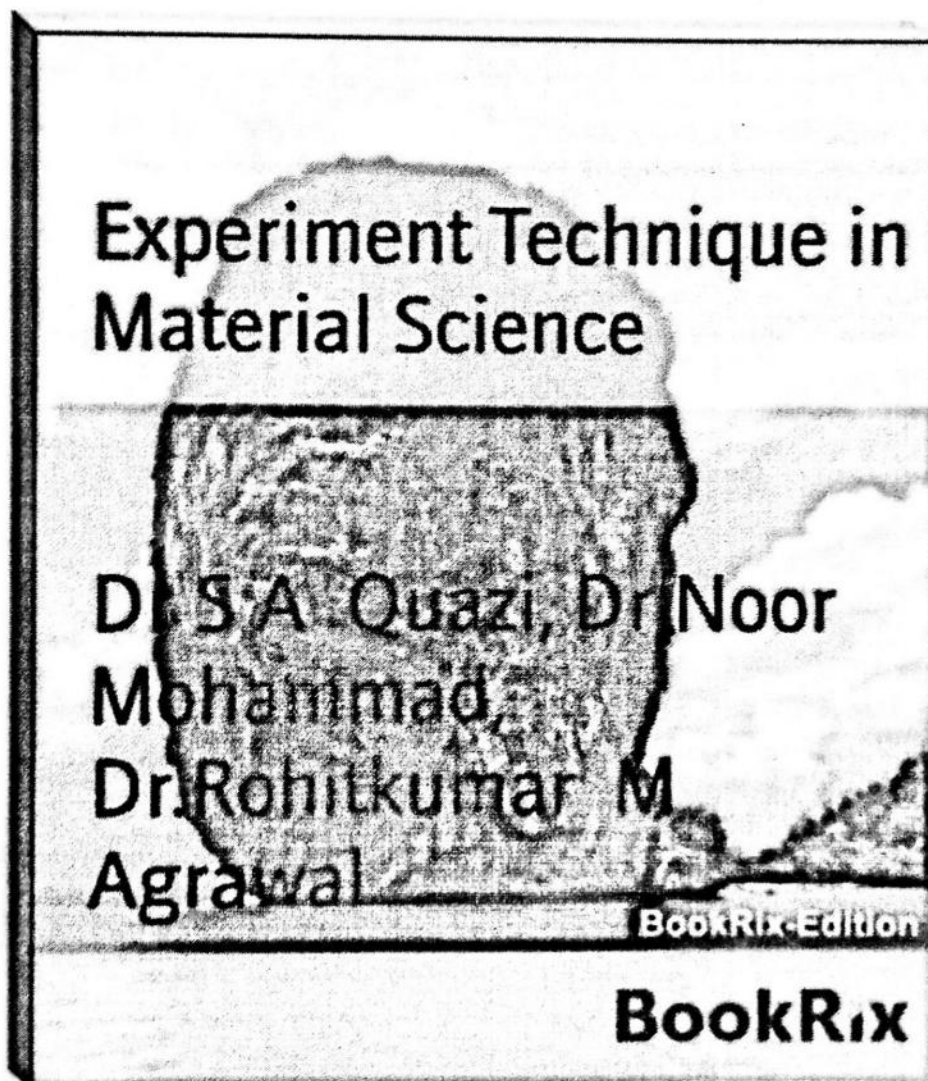 Experiment Technique in
Material Science
Dr. S.A. Quazi, Dr.Noor
Mohammad,
Dr.Rohitkumar M
Agrawal
BookRix-Edition
BookRix